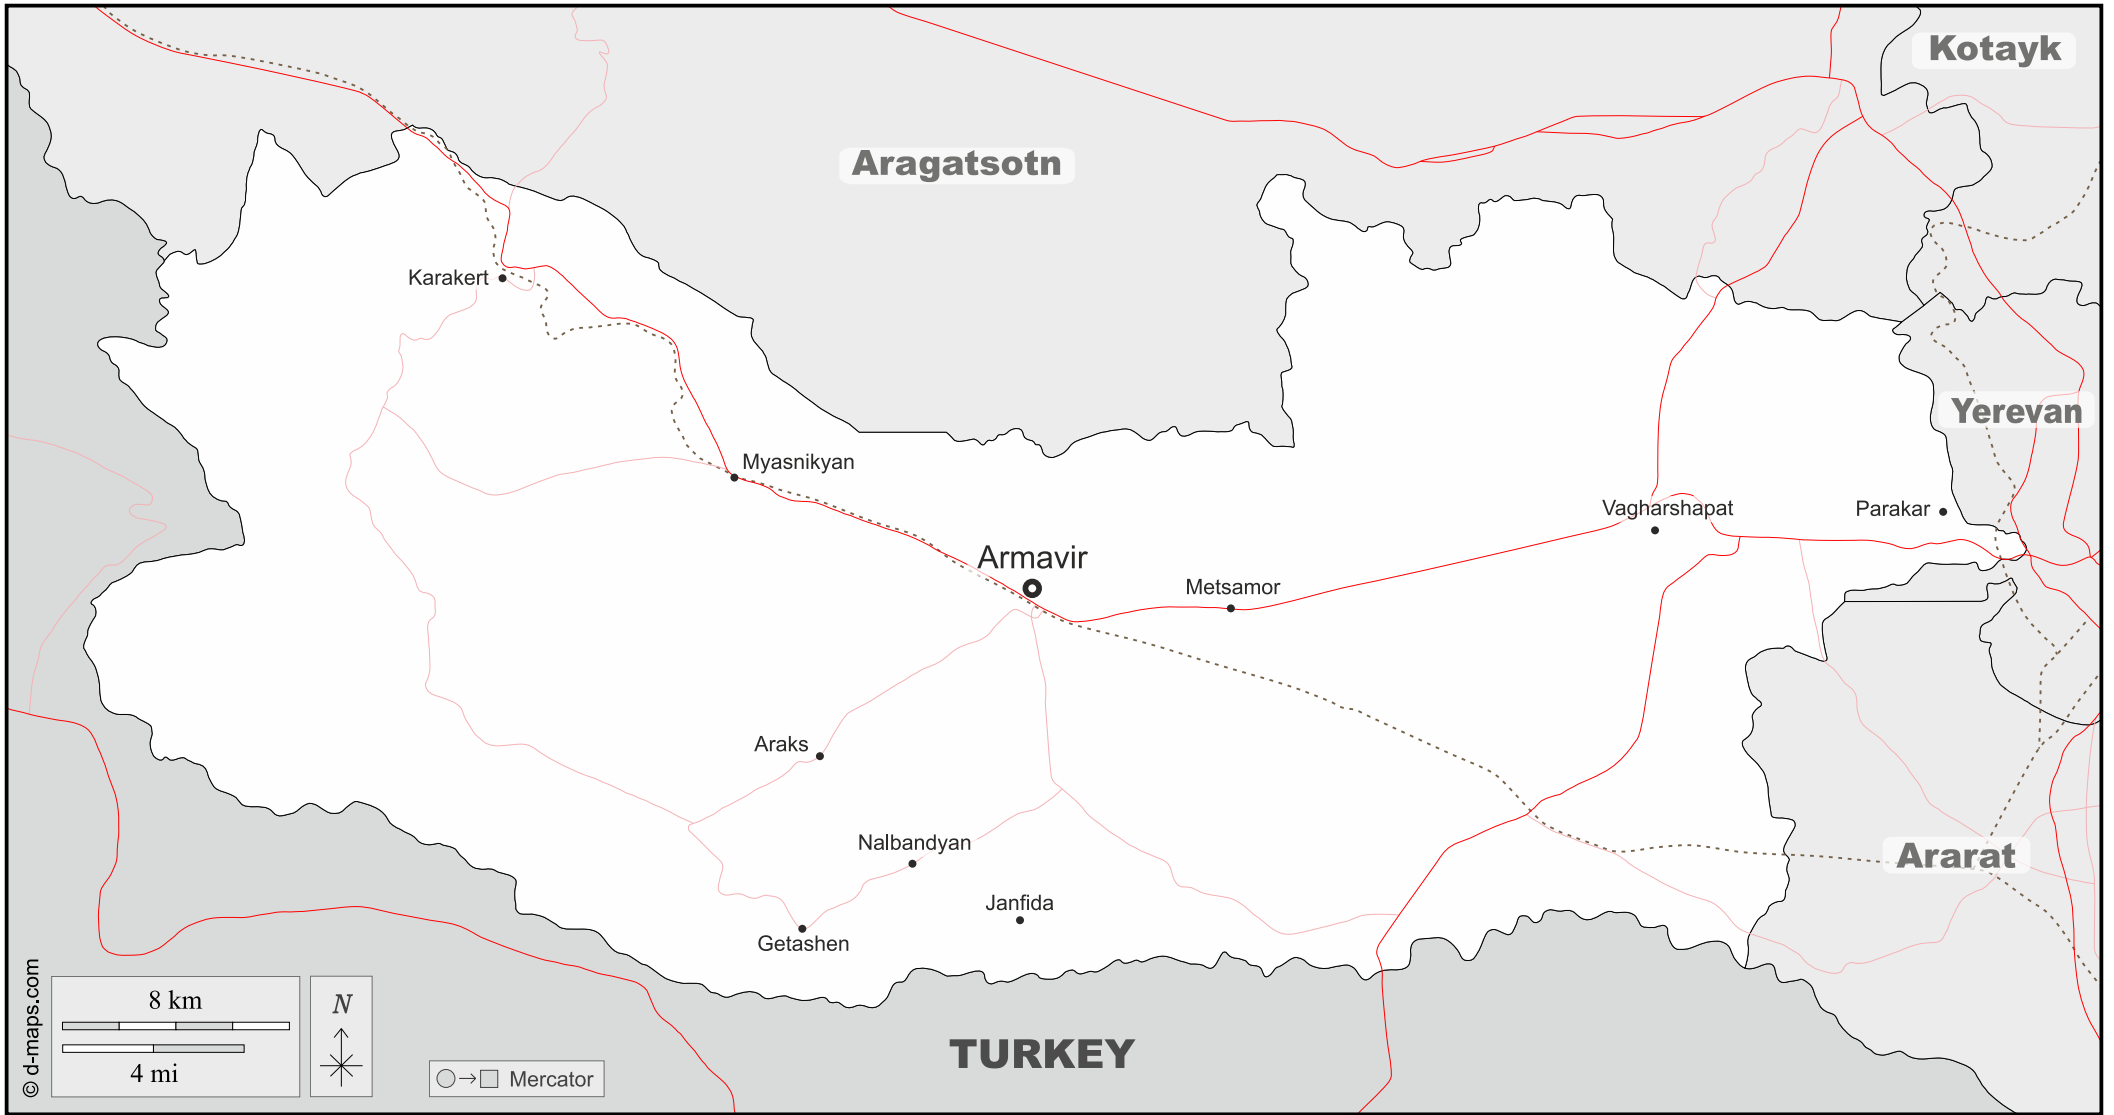 Kotayk
Aragatsotn
Karakert
Yerevan
Myasnikyan
Vagharshapat
Parakar
Armavir
Metsamor
Araks
Nalbandyan
Ararat
Janfida
Getashen
© d-maps.com
8 km
4 mi
N
Mercator
TURKEY